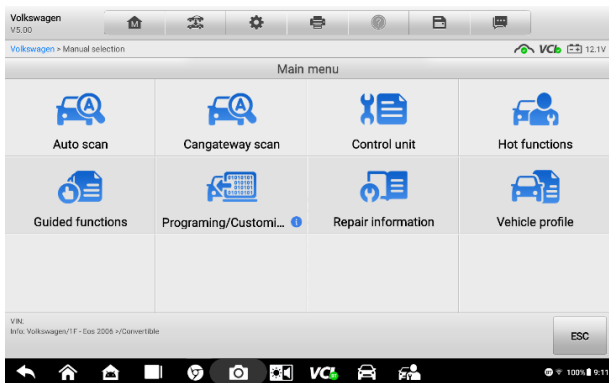 Volkswagen
V5.00
M
Volkswagen > Manual selection
VCI 12.1V
Main menu
Auto scan
Cangateway scan
Control unit
Hot functions
Guided functions
Programing/Customi...
Repair information
Vehicle profile
VIN:
Info: Volkswagen/1F - Eos 2006 >/Convertible
ESC
VCI
100% 9:11